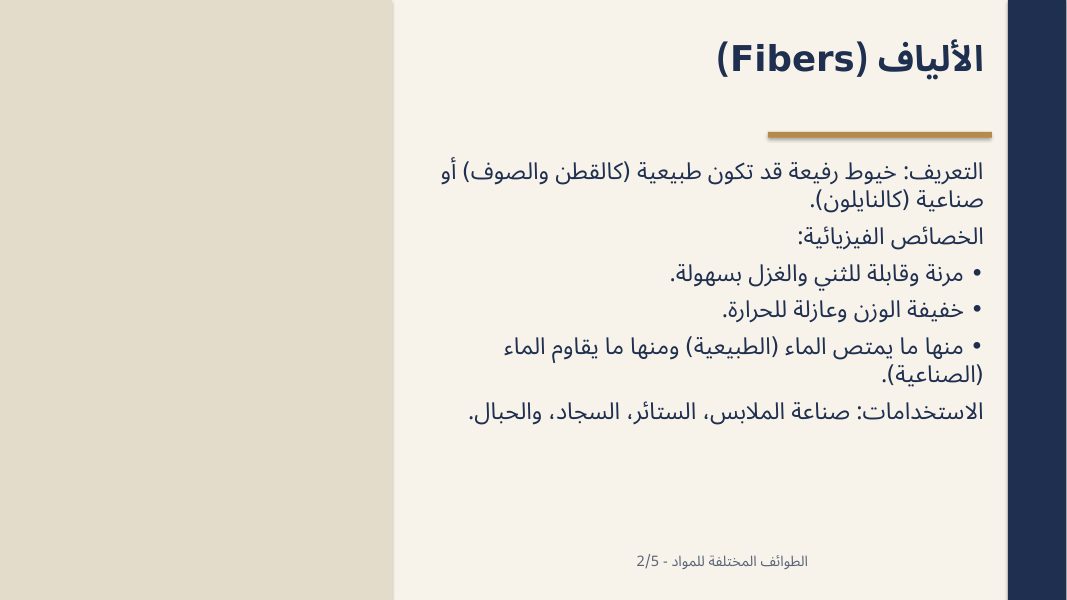 الألياف (Fibers)
التعريف: خيوط رفيعة قد تكون طبيعية (كالقطن والصوف) أو
صناعية (كالنايلون).
الخصائص الفيزيائية:
• مرنة وقابلة للثني والغزل بسهولة.
• خفيفة الوزن وعازلة للحرارة.
• منها ما يمتص الماء (الطبيعية) ومنها ما يقاوم الماء
(الصناعية).
الاستخدامات: صناعة الملابس، الستائر، السجاد، والحبال.
الطوائف المختلفة للمواد - 2/5